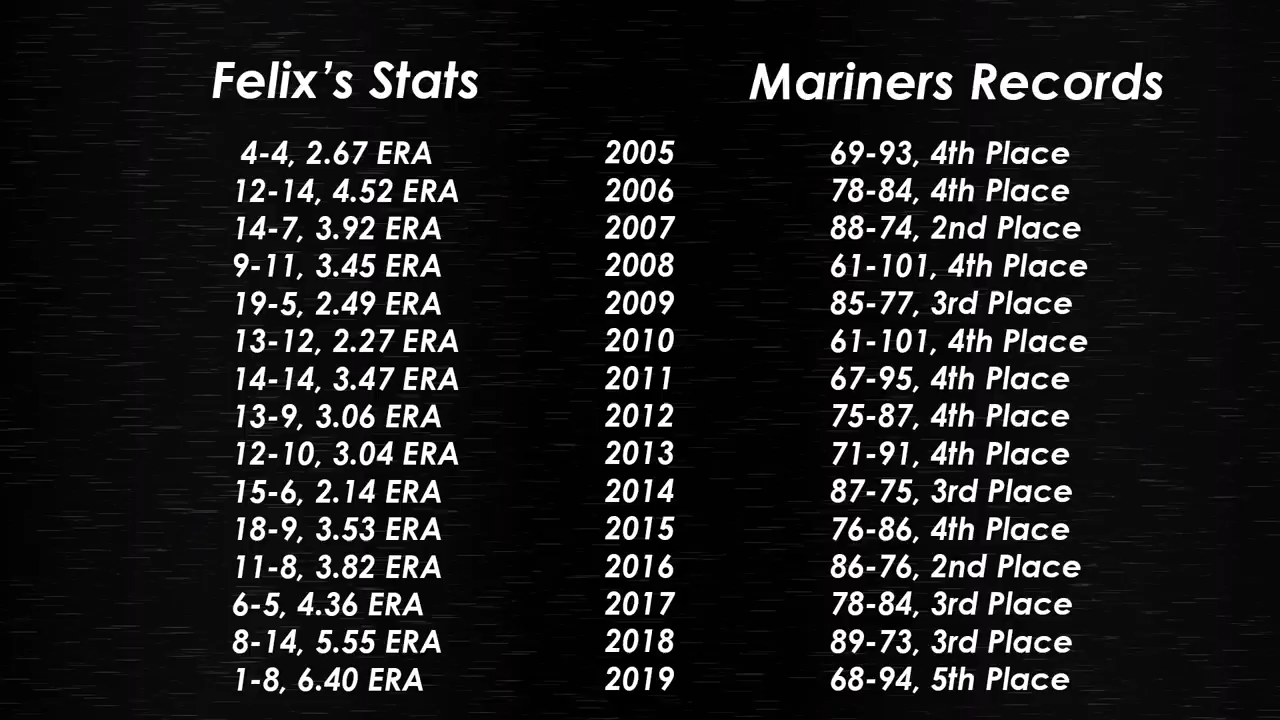 Felix's Stats Mariners Records
4-4, 2.67 ERA 2005 69-93, 4th Place
12-14, 4.52 ERA 2006 78-84, 4th Place
14-7, 3.92 ERA 2007 88-74, 2nd Place
9-11, 3.45 ERA 2008 61-101, 4th Place
19-5, 2.49 ERA 2009 85-77, 3rd Place
13-12, 2.27 ERA 2010 61-101, 4th Place
14-14, 3.47 ERA 2011 67-95, 4th Place
13-9, 3.06 ERA 2012 75-87, 4th Place
12-10, 3.04 ERA 2013 71-91, 4th Place
15-6, 2.14 ERA 2014 87-75, 3rd Place
18-9, 3.53 ERA 2015 76-86, 4th Place
11-8, 3.82 ERA 2016 86-76, 2nd Place
6-5, 4.36 ERA 2017 78-84, 3rd Place
8-14, 5.55 ERA 2018 89-73, 3rd Place
1-8, 6.40 ERA 2019 68-94, 5th Place